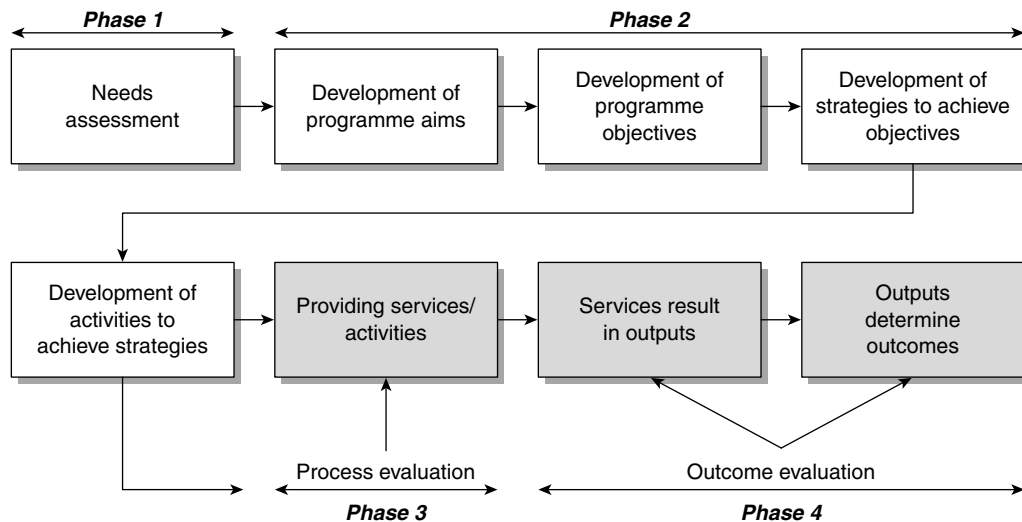 Phase 1
Phase 2
Needs
assessment
Development of
programme aims
Development of
programme
objectives
Development of
strategies to achieve
objectives
Development of
activities to
achieve strategies
Providing services/
activities
Services result
in outputs
Outputs
determine
outcomes
Process evaluation
Outcome evaluation
Phase 3
Phase 4